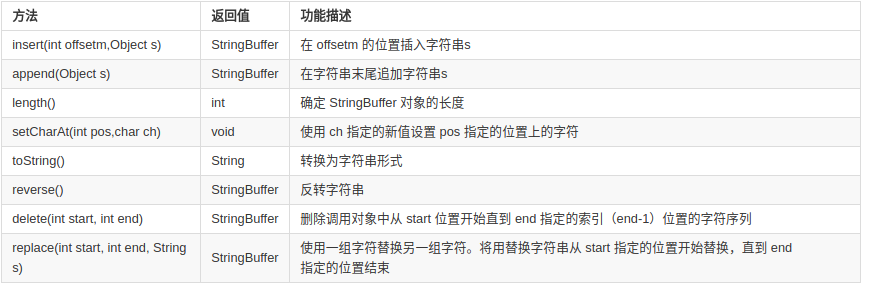 方法 返回值 功能描述
insert(int offsetm,Object s) StringBuffer 在 offsetm 的位置插入字符串s
append(Object s) StringBuffer 在字符串末尾追加字符串s
length() int 确定 StringBuffer 对象的长度
setCharAt(int pos,char ch) void 使用 ch 指定的新值设置 pos 指定的位置上的字符
toString() String 转换为字符串形式
reverse() StringBuffer 反转字符串
delete(int start, int end) StringBuffer 删除调用对象中从 start 位置开始直到 end 指定的索引（end-1）位置的字符序列
replace(int start, int end, String
s)
StringBuffer
使用一组字符替换另一组字符。将用替换字符串从 start 指定的位置开始替换，直到 end
指定的位置结束